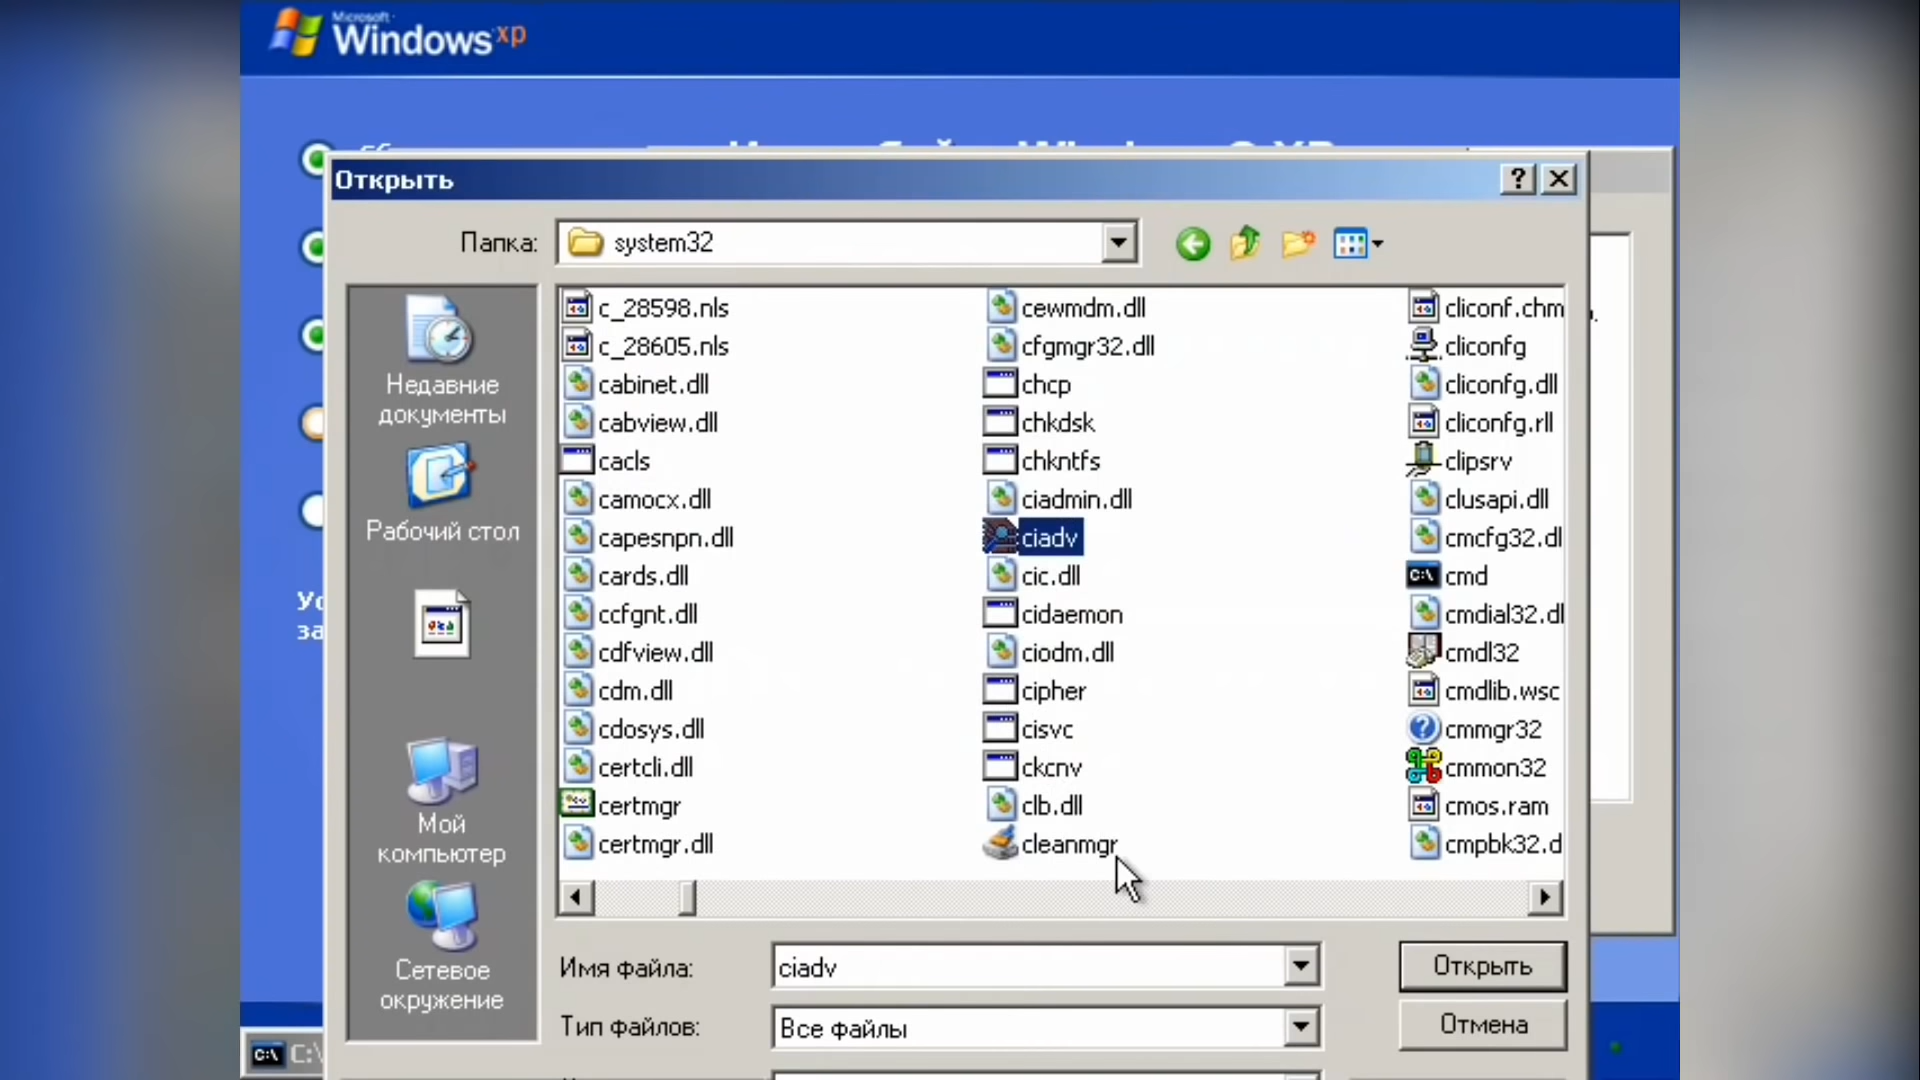 Microsoft
Windows xp
Открыть
Папка:
system32
Недавние
документы
Рабочий стол
Мой
компьютер
Сетевое
окружение
c_28598.nls
c_28605.nls
cabinet.dll
cabview.dll
cacls
camocx.dll
capesnpn.dll
cards.dll
ccfgnt.dll
cdfview.dll
cdm.dll
cdosys.dll
certcli.dll
certmgr
certmgr.dll
cewmdm.dll
cfgmgr32.dll
chcp
chkdsk
chkntfs
ciadmin.dll
ciadv
cic.dll
cidaemon
ciodm.dll
cipher
cisvc
ckcnv
clb.dll
cleanmgr
cliconf.chm
cliconfg
cliconfg.dll
cliconfg.rll
clipsrv
clusapi.dll
cmcfg32.dl
cmd
cmdial32.dl
cmdl32
cmdlib.wsc
cmmgr32
cmmon32
cmos.ram
cmpbk32.d
Имя файла:
ciadv
Открыть
Тип файлов:
Все файлы
Отмена
Ус
за
C:\